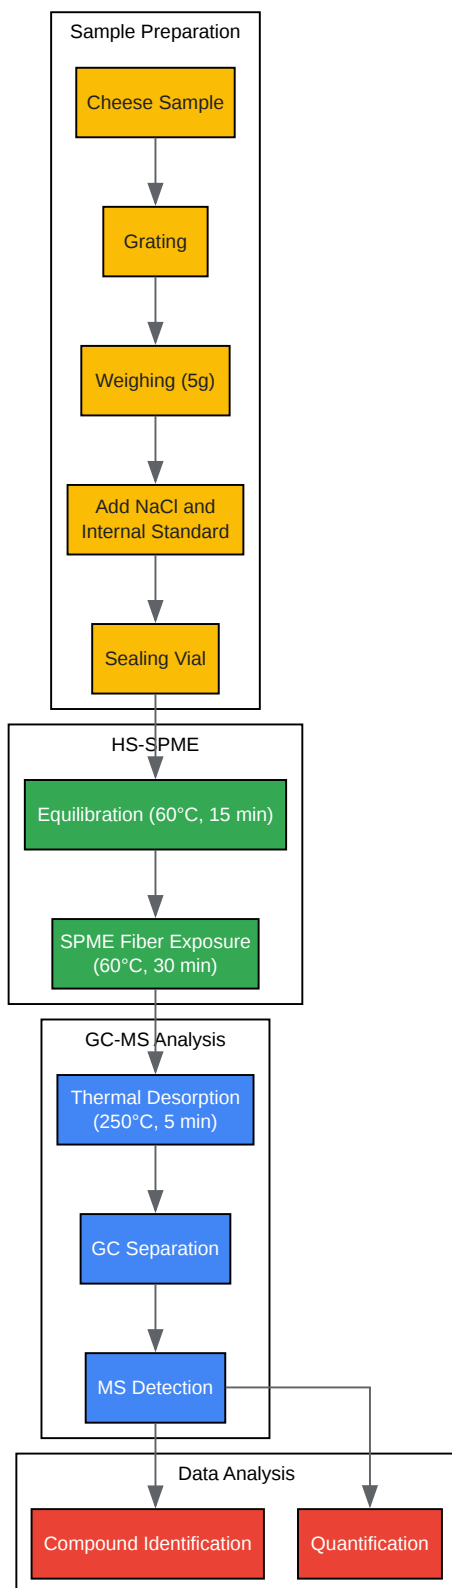 Sample Preparation
Cheese Sample
Grating
Weighing (5g)
Add NaCl and
Internal Standard
Sealing Vial
HS-SPME
Equilibration (60°C, 15 min)
SPME Fiber Exposure
(60°C, 30 min)
GC-MS Analysis
Thermal Desorption
(250°C, 5 min)
GC Separation
MS Detection
Data Analysis
Compound Identification
Quantification